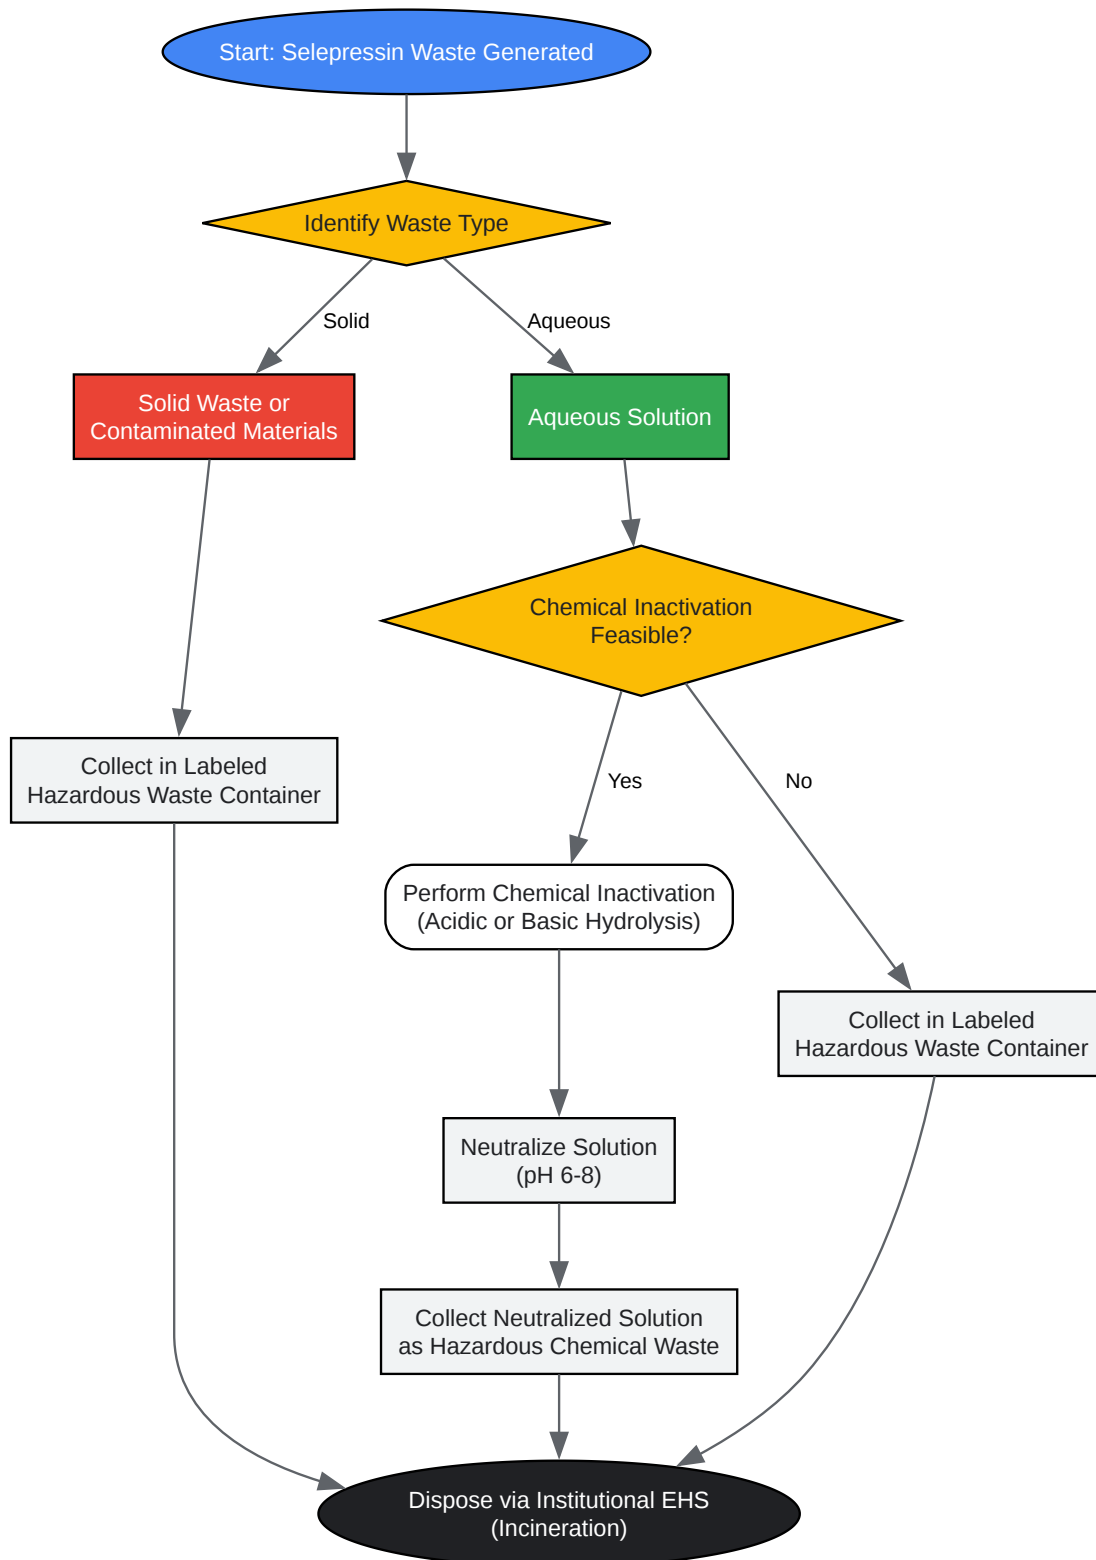 Start: Selepressin Waste Generated
Identify Waste Type
Solid
Aqueous
Solid Waste or
Contaminated Materials
Aqueous Solution
Chemical Inactivation
Feasible?
Collect in Labeled
Hazardous Waste Container
Yes
No
Perform Chemical Inactivation
(Acidic or Basic Hydrolysis)
Collect in Labeled
Hazardous Waste Container
Neutralize Solution
(pH 6-8)
Collect Neutralized Solution
as Hazardous Chemical Waste
Dispose via Institutional EHS
(Incineration)